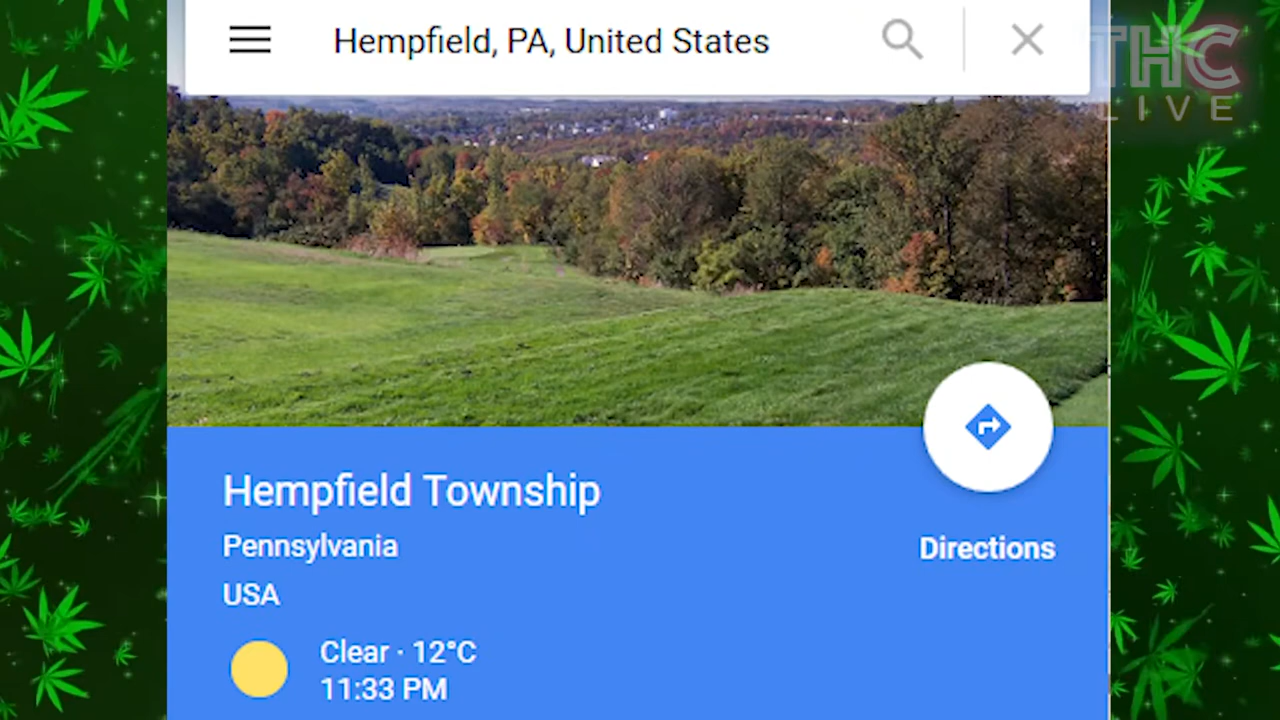 Hempfield, PA, United States
THC
LIVE
Hempfield Township
Pennsylvania
Directions
USA
Clear · 12°C
11:33 PM